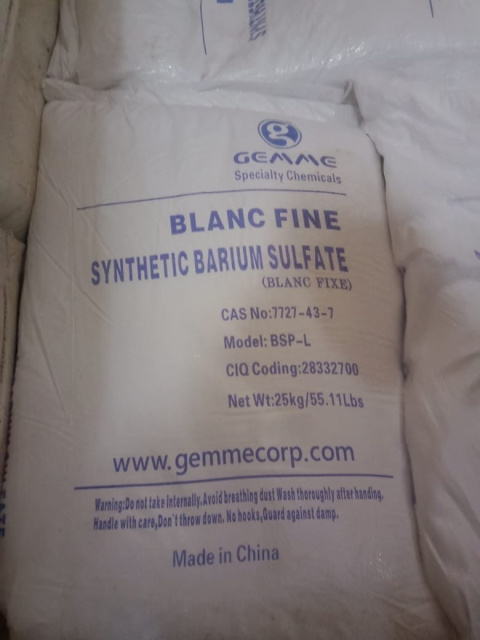 GEMME
Specialty Chemicals
BLANC FINE
SYNTHETIC BARIUM SULFATE
(BLANC FIXE)
CAS No:7727-43-7
Model: BSP-L
CIQ Coding:28332700
Net Wt:25kg/55.11Lbs
www.gemmecorp.com
Warning:Do not take internally.Avoid breathing dust Wash thoroughly after handing.
Handle with care,Don't throw down. No hooks,Guard against damp.
Made in China